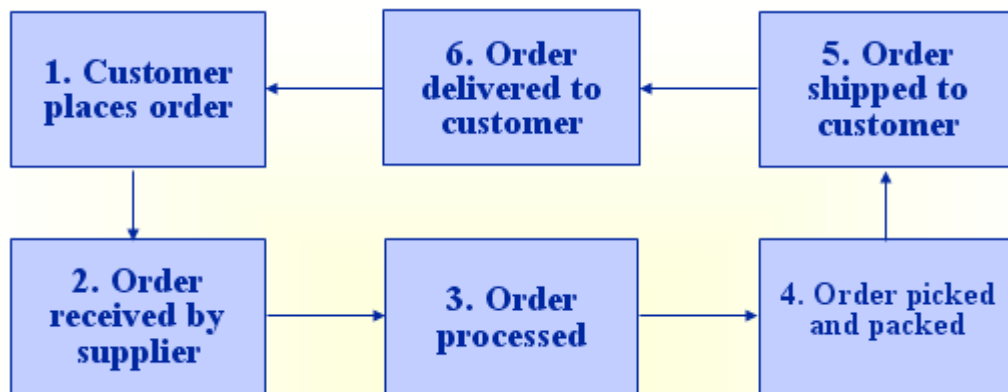 1. Customer
places order
6. Order
delivered to
customer
5. Order
shipped to
customer
2. Order
received by
supplier
3. Order
processed
4. Order picked
and packed